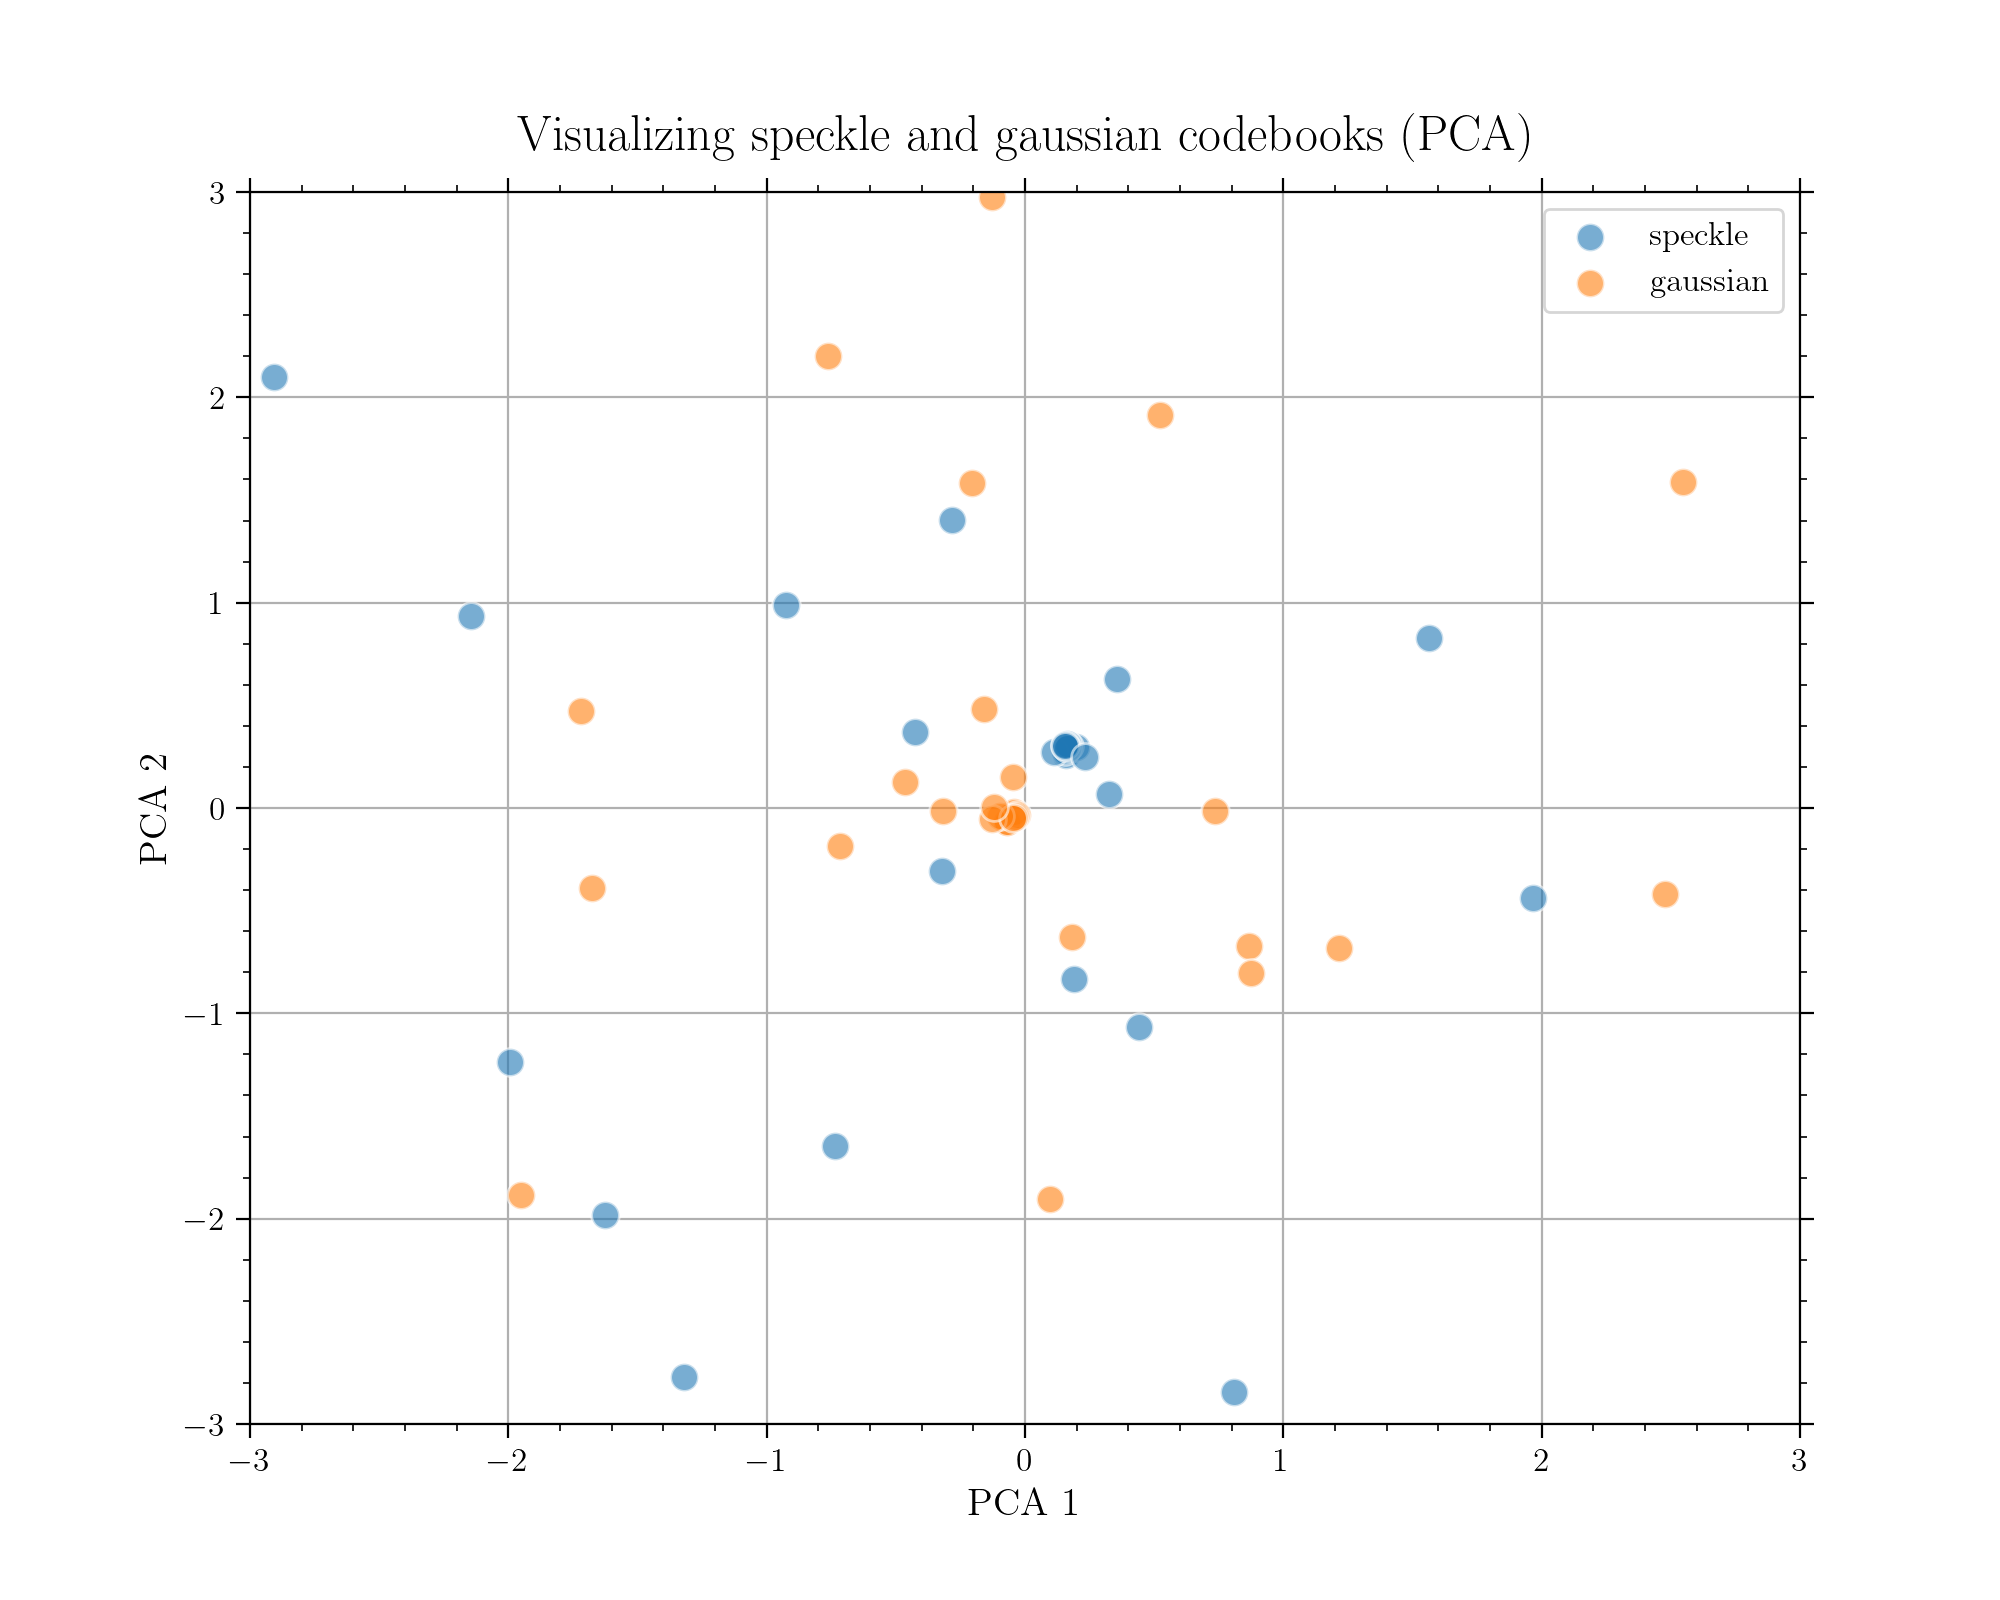 Visualizing speckle and gaussian codebooks (PCA)
speckle
gaussian
PCA 2
3
2
1
0
−1
−2
−3
−3 −2 −1 0 1 2 3
PCA 1